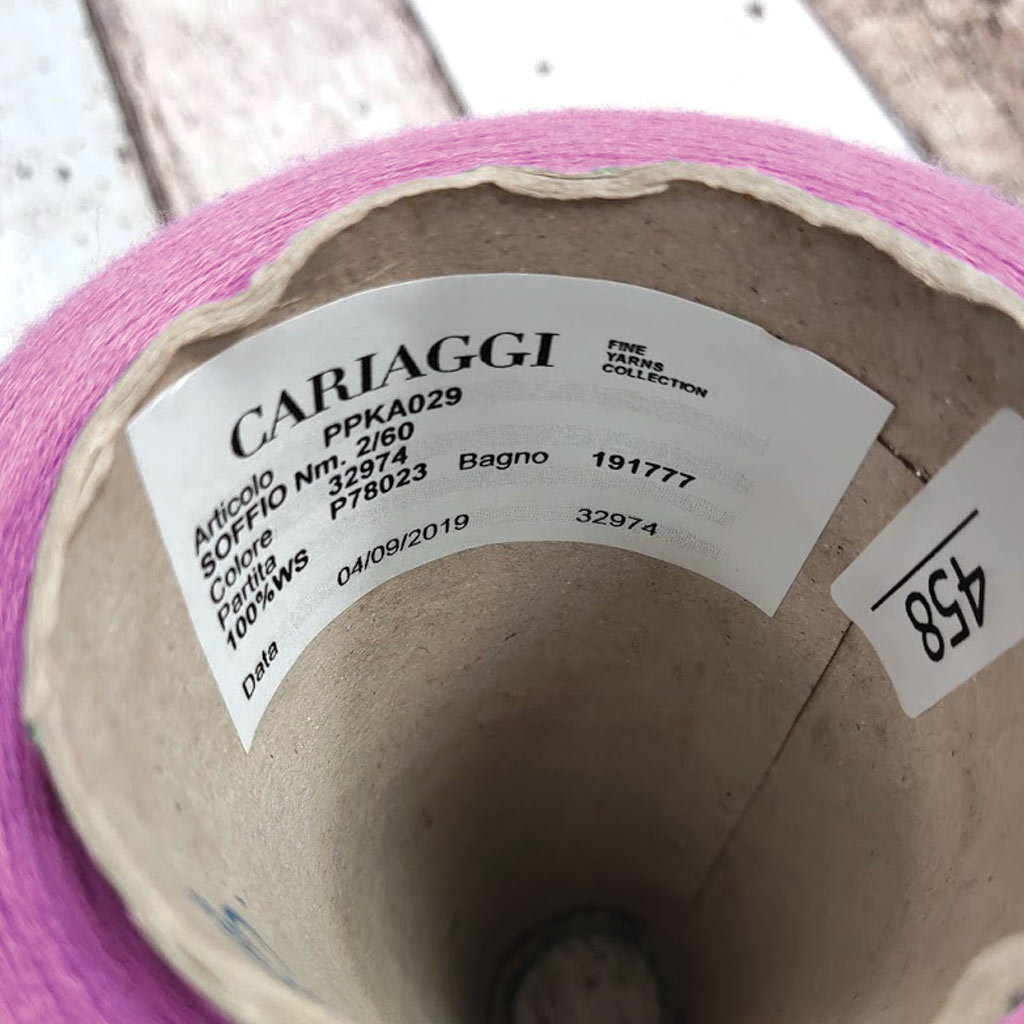 CARIAGGI
FINE
YARNS
COLLECTION
Articolo PPKA029
SOFFIO Nm. 2/60
Colore 32974
Partita P78023 Bagno 191777
100%WS
Data 04/09/2019 32974
458